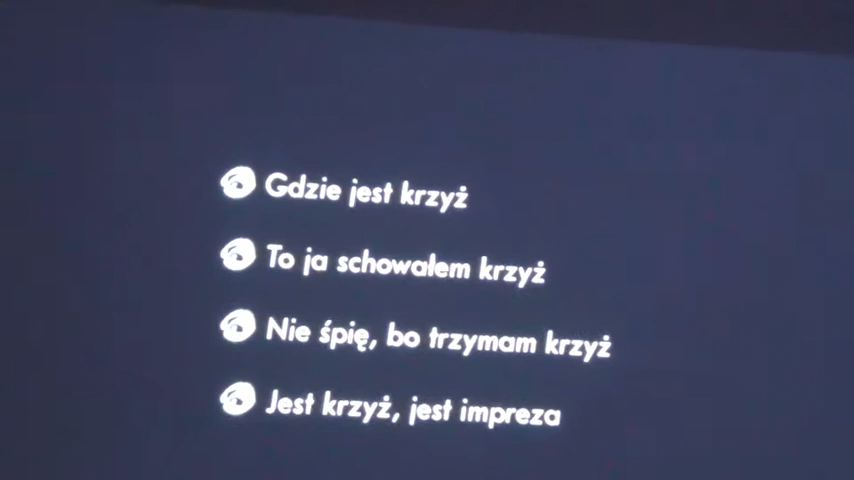 Gdzie jest krzyż
To ja schowałem krzyż
Nie śpię, bo trzymam krzyż
Jest krzyż, jest impreza